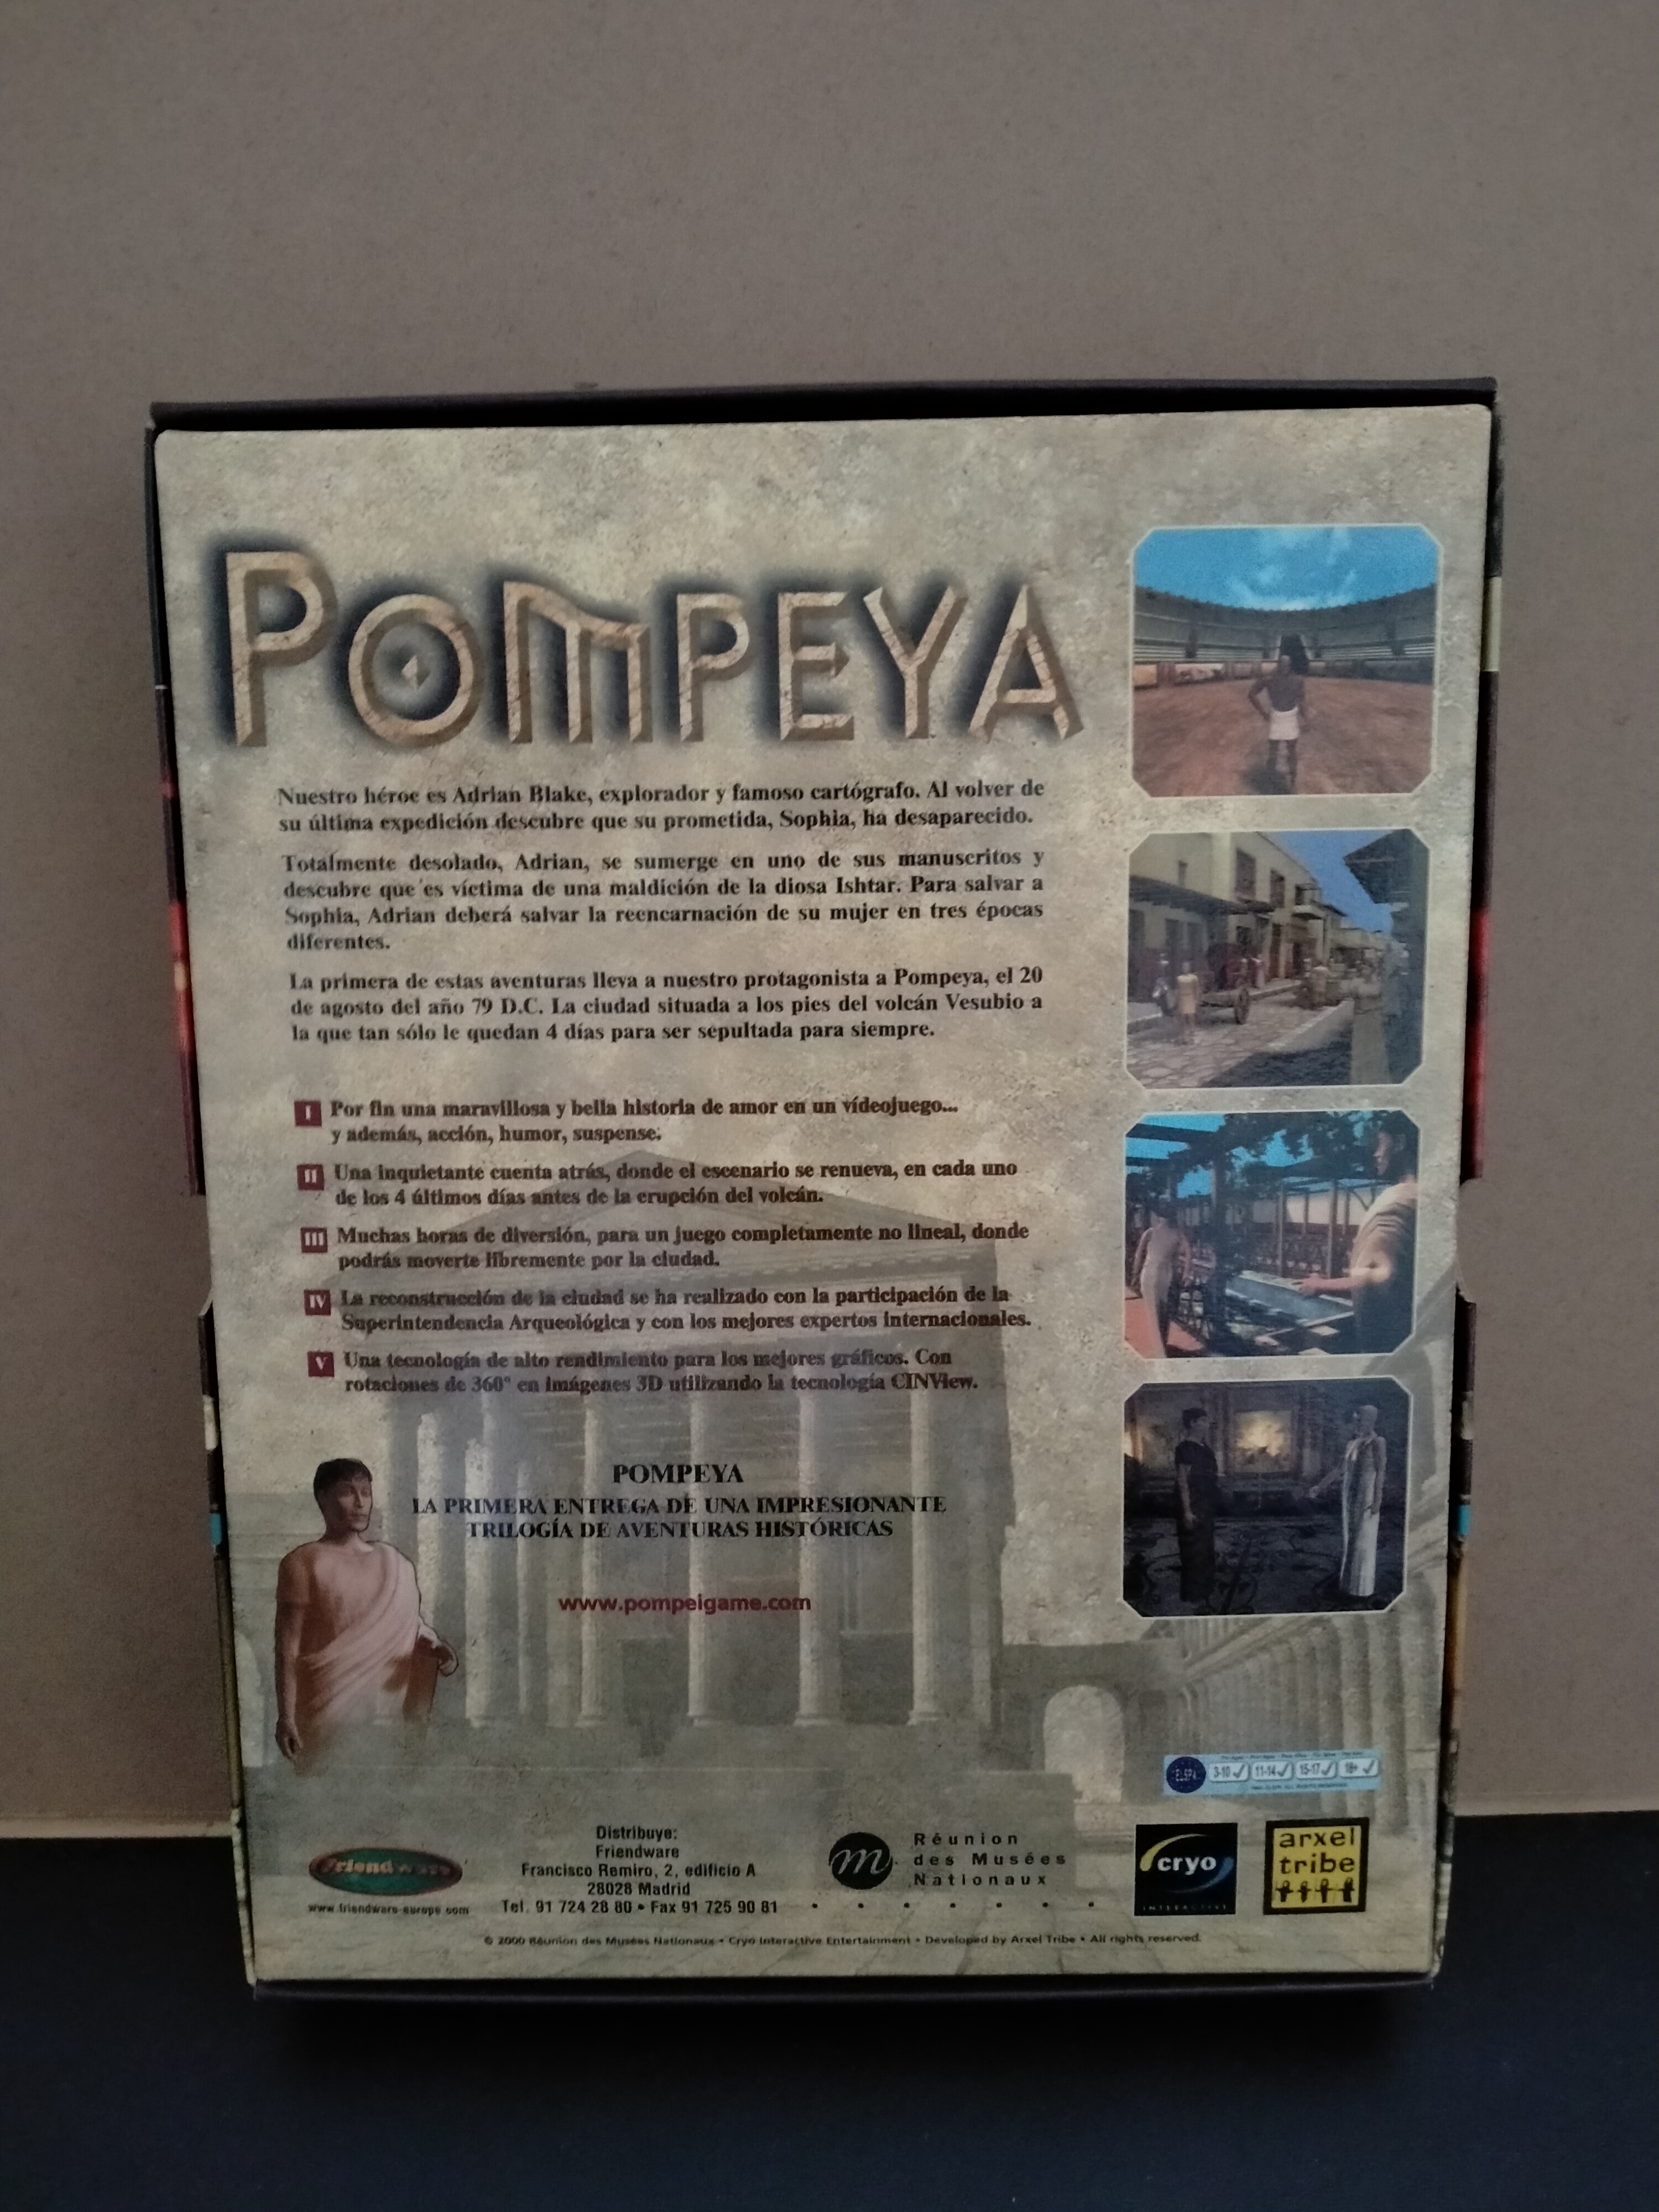 POMPEYA
Nuestro héroe es Adrian Blake, explorador y famoso cartógrafo. Al volver de
su última expedición descubre que su prometida, Sophia, ha desaparecido.
Totalmente desolado, Adrian, se sumerge en uno de sus manuscritos y
descubre que es víctima de una maldición de la diosa Ishtar. Para salvar a
Sophia, Adrian deberá salvar la reencarnación de su mujer en tres épocas
diferentes.
La primera de estas aventuras lleva a nuestro protagonista a Pompeya, el 20
de agosto del año 79 D.C. La ciudad situada a los pies del volcán Vesubio a
la que tan sólo le quedan 4 días para ser sepultada para siempre.
I Por fin una maravillosa y bella historia de amor en un vídeojuego...
y además, acción, humor, suspense.
II Una inquietante cuenta atrás, donde el escenario se renueva, en cada uno
de los 4 últimos días antes de la erupción del volcán.
III Muchas horas de diversión, para un juego completamente no lineal, donde
podrás moverte libremente por la ciudad.
IV La reconstrucción de la ciudad se ha realizado con la participación de la
Superintendencia Arqueológica y con los mejores expertos internacionales.
V Una tecnología de alto rendimiento para los mejores gráficos. Con
rotaciones de 360° en imágenes 3D utilizando la tecnología CINView.
POMPEYA
LA PRIMERA ENTREGA DE UNA IMPRESIONANTE
TRILOGÍA DE AVENTURAS HISTÓRICAS
www.pompeigame.com
ELSPA 3-10 11-14 15-17 18+
Friendware
www.friendware-europe.com
Distribuye:
Friendware
Francisco Remiro, 2, edificio A
28028 Madrid
Tel. 91 724 28 80 • Fax 91 725 90 81
m
Réunion
des Musées
Nationaux
cryo
INTERACTIVE
arxel
tribe
© 2000 Réunion des Musées Nationaux • Cryo Interactive Entertainment • Developed by Arxel Tribe • All rights reserved.